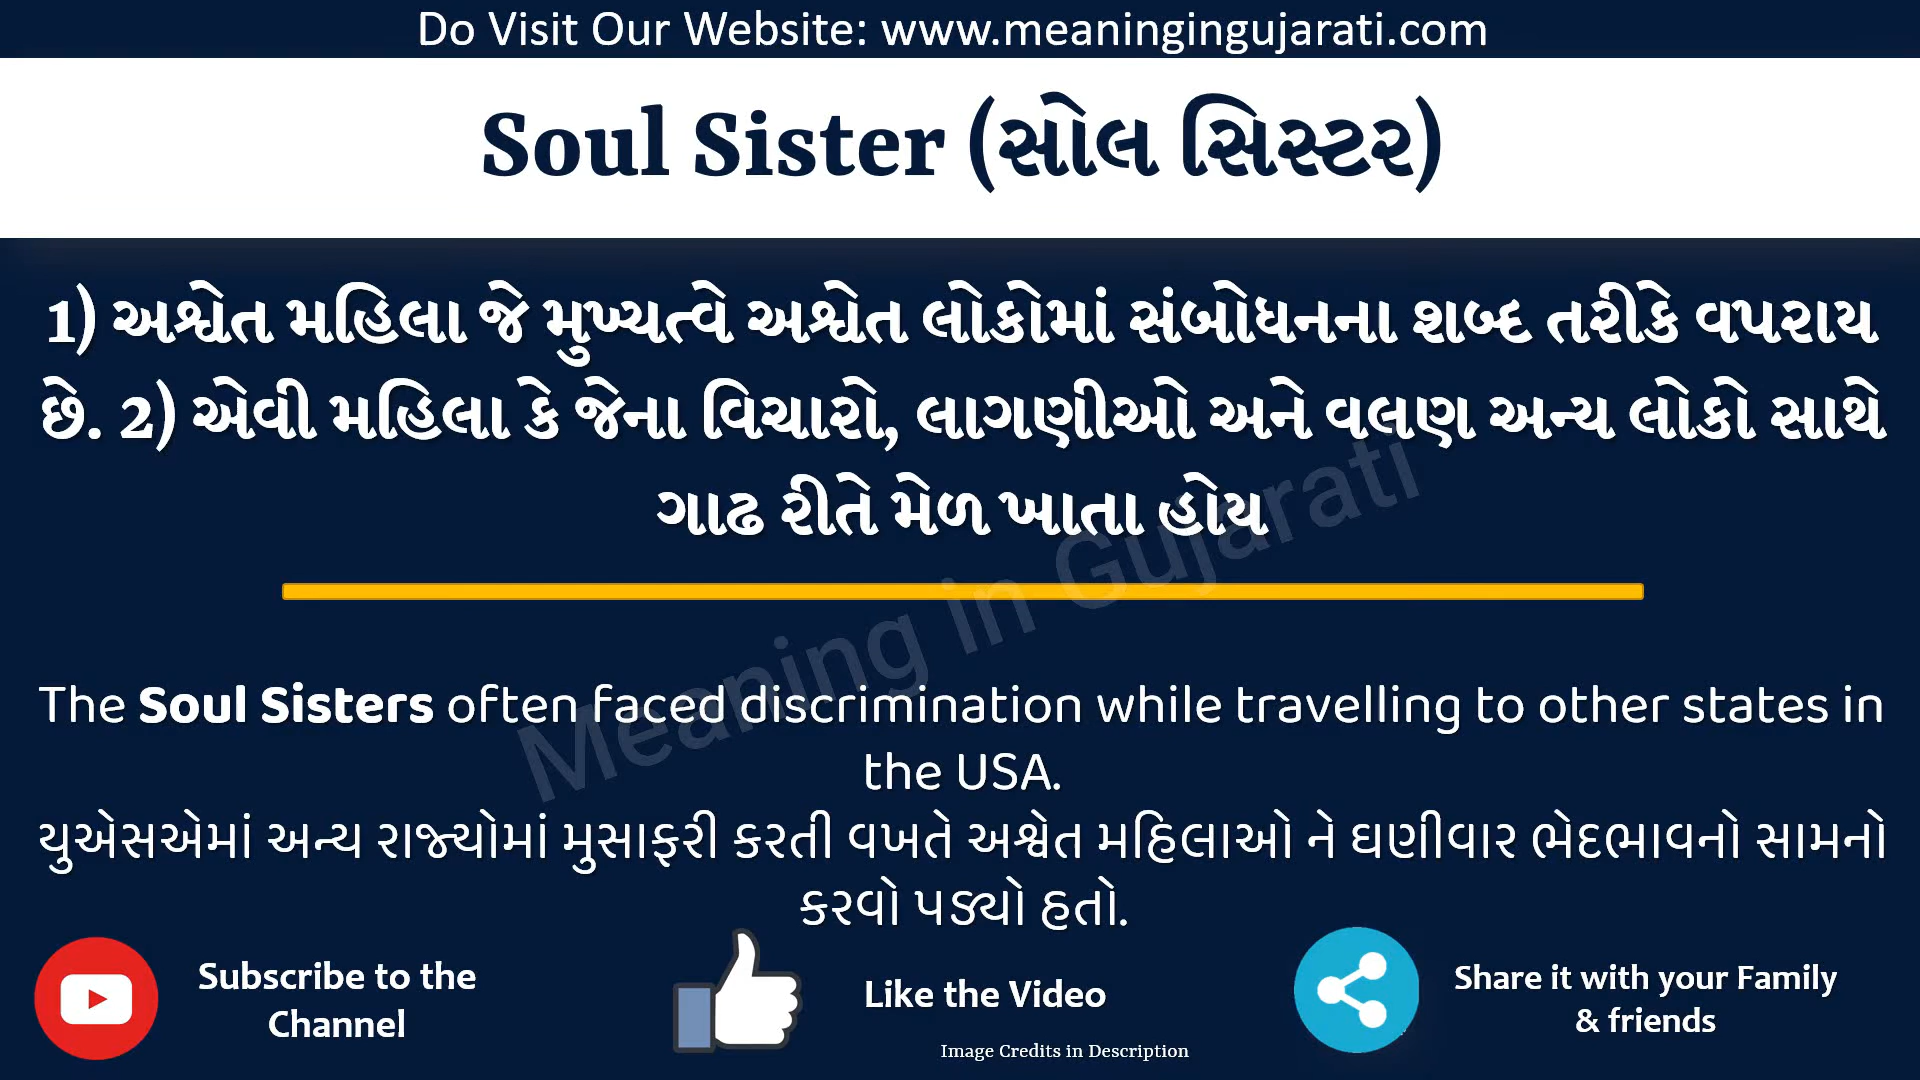 Do Visit Our Website: www.meaningingujarati.com
Soul Sister (સોલ સિસ્ટર)
1) અશ્વેત મહિલા જે મુખ્યત્વે અશ્વેત લોકોમાં સંબોધનના શબ્દ તરીકે વપરાય
છે. 2) એવી મહિલા કે જેના વિચારો, લાગણીઓ અને વલણ અન્ય લોકો સાથે
ગાઢ રીતે મેળ ખાતા હોય
Meaning in Gujarati
The Soul Sisters often faced discrimination while travelling to other states in
the USA.
યુએસએમાં અન્ય રાજ્યોમાં મુસાફરી કરતી વખતે અશ્વેત મહિલાઓ ને ઘણીવાર ભેદભાવનો સામનો
કરવો પડ્યો હતો.
Subscribe to the
Channel
Like the Video
Share it with your Family
& friends
Image Credits in Description